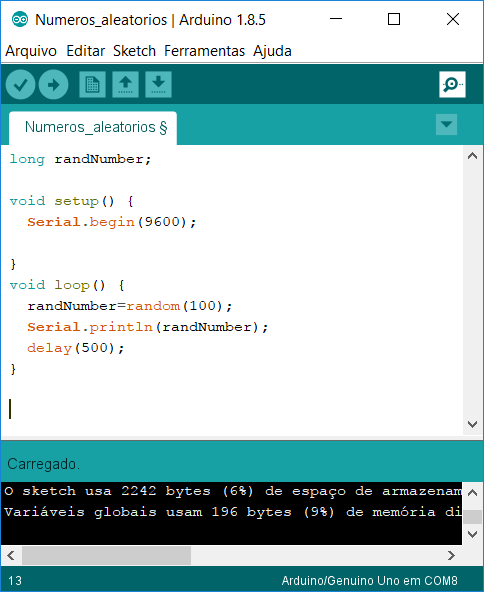 Numeros_aleatorios | Arduino 1.8.5
Arquivo Editar Sketch Ferramentas Ajuda
Numeros_aleatorios §
long randNumber;
void setup() {
  Serial.begin(9600);
}
void loop() {
  randNumber=random(100);
  Serial.println(randNumber);
  delay(500);
}
Carregado.
O sketch usa 2242 bytes (6%) de espaço de armazenam
Variáveis globais usam 196 bytes (9%) de memória di
13 Arduino/Genuino Uno em COM8